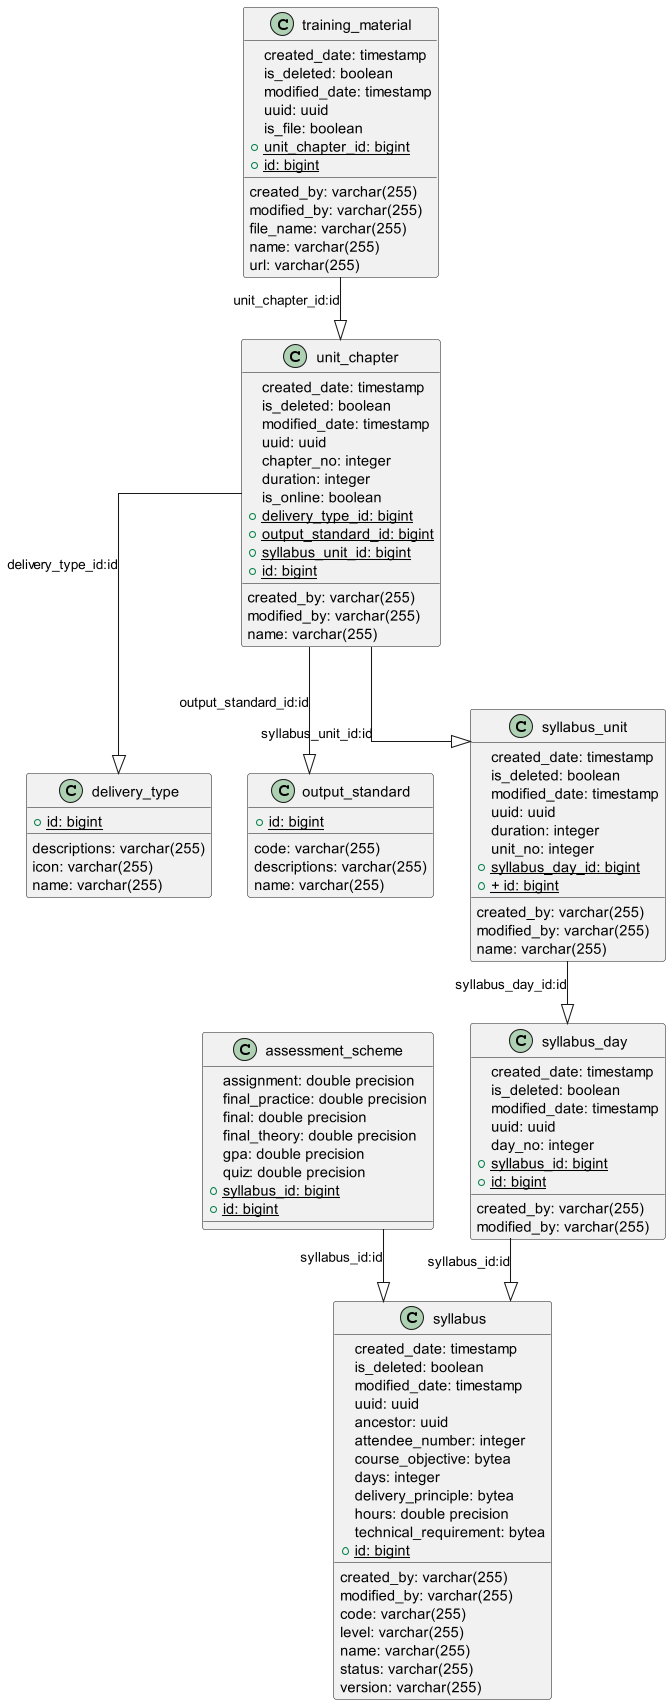 C training_material
created_date: timestamp
is_deleted: boolean
modified_date: timestamp
uuid: uuid
is_file: boolean
unit_chapter_id: bigint
id: bigint
created_by: varchar(255)
modified_by: varchar(255)
file_name: varchar(255)
name: varchar(255)
url: varchar(255)
unit_chapter_id:id
C unit_chapter
created_date: timestamp
is_deleted: boolean
modified_date: timestamp
uuid: uuid
chapter_no: integer
duration: integer
is_online: boolean
delivery_type_id: bigint
output_standard_id: bigint
syllabus_unit_id: bigint
id: bigint
created_by: varchar(255)
modified_by: varchar(255)
name: varchar(255)
delivery_type_id:id
output_standard_id:id
syllabus_unit_id:id
C delivery_type
id: bigint
descriptions: varchar(255)
icon: varchar(255)
name: varchar(255)
C output_standard
id: bigint
code: varchar(255)
descriptions: varchar(255)
name: varchar(255)
C syllabus_unit
created_date: timestamp
is_deleted: boolean
modified_date: timestamp
uuid: uuid
duration: integer
unit_no: integer
syllabus_day_id: bigint
+ id: bigint
created_by: varchar(255)
modified_by: varchar(255)
name: varchar(255)
syllabus_day_id:id
C assessment_scheme
assignment: double precision
final_practice: double precision
final: double precision
final_theory: double precision
gpa: double precision
quiz: double precision
syllabus_id: bigint
id: bigint
C syllabus_day
created_date: timestamp
is_deleted: boolean
modified_date: timestamp
uuid: uuid
day_no: integer
syllabus_id: bigint
id: bigint
created_by: varchar(255)
modified_by: varchar(255)
syllabus_id:id
syllabus_id:id
C syllabus
created_date: timestamp
is_deleted: boolean
modified_date: timestamp
uuid: uuid
ancestor: uuid
attendee_number: integer
course_objective: bytea
days: integer
delivery_principle: bytea
hours: double precision
technical_requirement: bytea
id: bigint
created_by: varchar(255)
modified_by: varchar(255)
code: varchar(255)
level: varchar(255)
name: varchar(255)
status: varchar(255)
version: varchar(255)